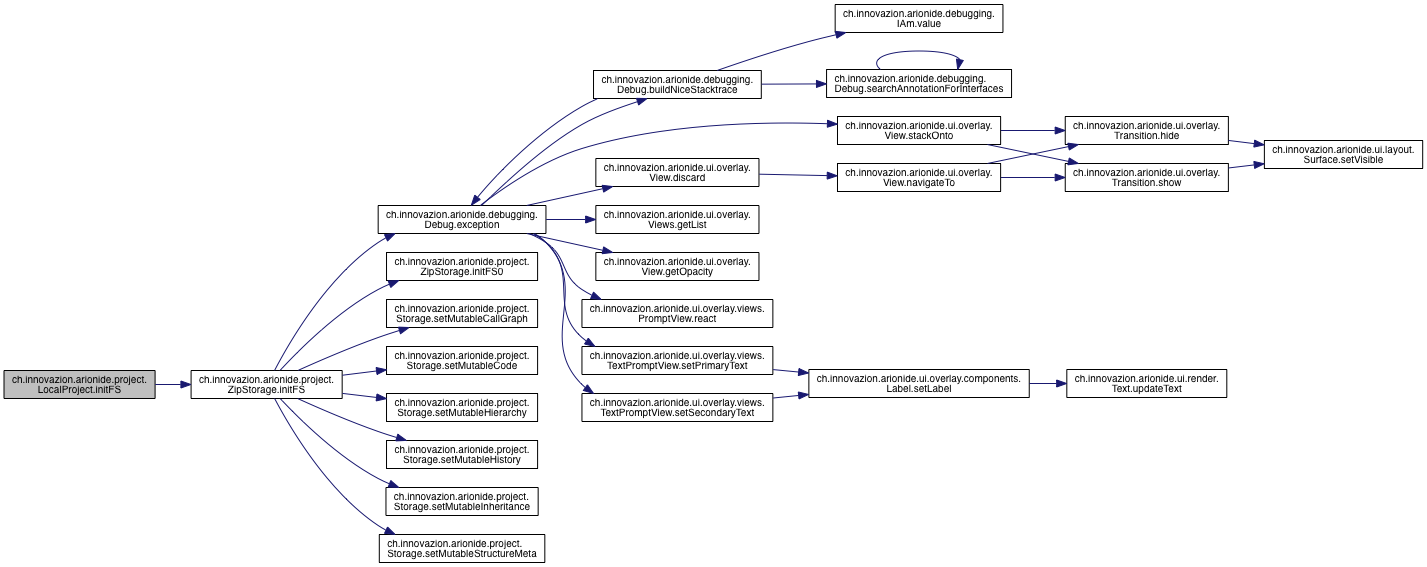 ch.innovazion.arionide.project.
LocalProject.initFS
ch.innovazion.arionide.project.
ZipStorage.initFS
ch.innovazion.arionide.debugging.
Debug.exception
ch.innovazion.arionide.project.
ZipStorage.initFS0
ch.innovazion.arionide.project.
Storage.setMutableCallGraph
ch.innovazion.arionide.project.
Storage.setMutableCode
ch.innovazion.arionide.project.
Storage.setMutableHierarchy
ch.innovazion.arionide.project.
Storage.setMutableHistory
ch.innovazion.arionide.project.
Storage.setMutableInheritance
ch.innovazion.arionide.project.
Storage.setMutableStructureMeta
ch.innovazion.arionide.debugging.
Debug.buildNiceStacktrace
ch.innovazion.arionide.ui.overlay.
View.discard
ch.innovazion.arionide.ui.overlay.
Views.getList
ch.innovazion.arionide.ui.overlay.
View.getOpacity
ch.innovazion.arionide.ui.overlay.views.
PromptView.react
ch.innovazion.arionide.ui.overlay.views.
TextPromptView.setPrimaryText
ch.innovazion.arionide.ui.overlay.views.
TextPromptView.setSecondaryText
ch.innovazion.arionide.debugging.
IAm.value
ch.innovazion.arionide.debugging.
Debug.searchAnnotationForInterfaces
ch.innovazion.arionide.ui.overlay.
View.stackOnto
ch.innovazion.arionide.ui.overlay.
View.navigateTo
ch.innovazion.arionide.ui.overlay.components.
Label.setLabel
ch.innovazion.arionide.ui.overlay.
Transition.hide
ch.innovazion.arionide.ui.overlay.
Transition.show
ch.innovazion.arionide.ui.render.
Text.updateText
ch.innovazion.arionide.ui.layout.
Surface.setVisible